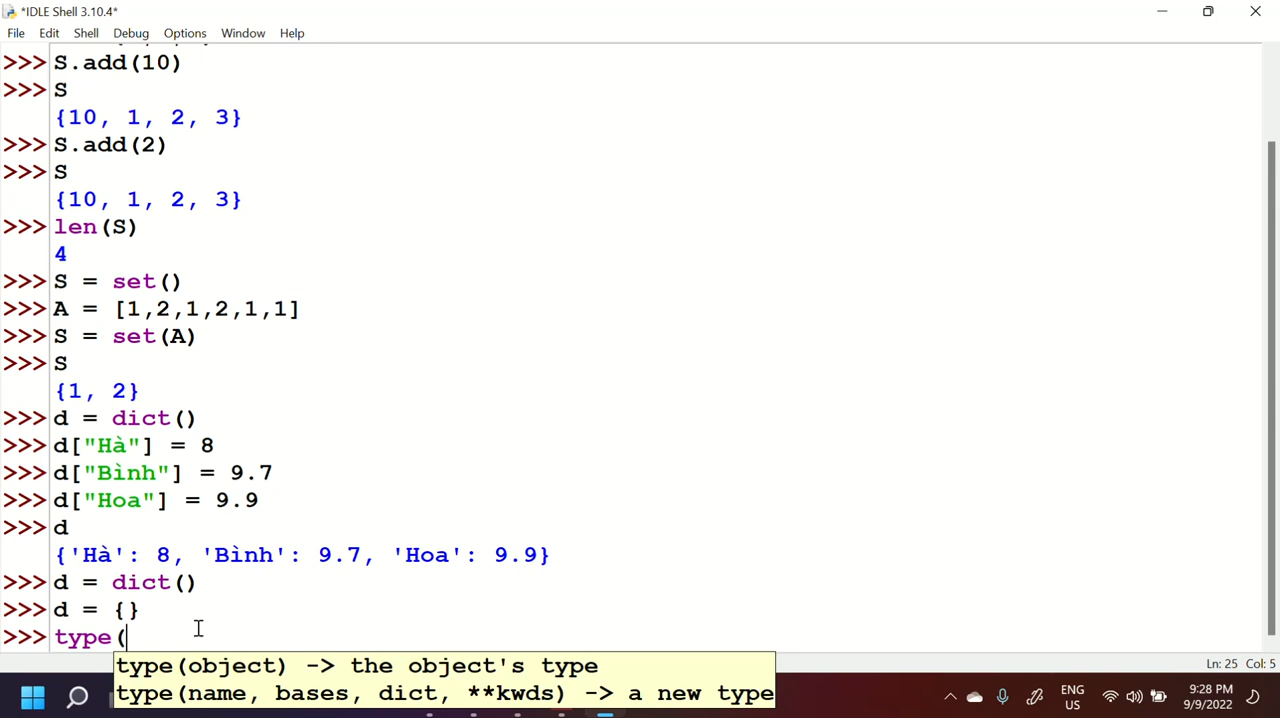 *IDLE Shell 3.10.4*
File Edit Shell Debug Options Window Help
>>> S.add(10)
>>> S
{10, 1, 2, 3}
>>> S.add(2)
>>> S
{10, 1, 2, 3}
>>> len(S)
4
>>> S = set()
>>> A = [1,2,1,2,1,1]
>>> S = set(A)
>>> S
{1, 2}
>>> d = dict()
>>> d["Hà"] = 8
>>> d["Bình"] = 9.7
>>> d["Hoa"] = 9.9
>>> d
{'Hà': 8, 'Bình': 9.7, 'Hoa': 9.9}
>>> d = dict()
>>> d = {}
>>> type(
type(object) -> the object's type
type(name, bases, dict, **kwds) -> a new type
Ln: 25 Col: 5
ENG
US
9:28 PM
9/9/2022